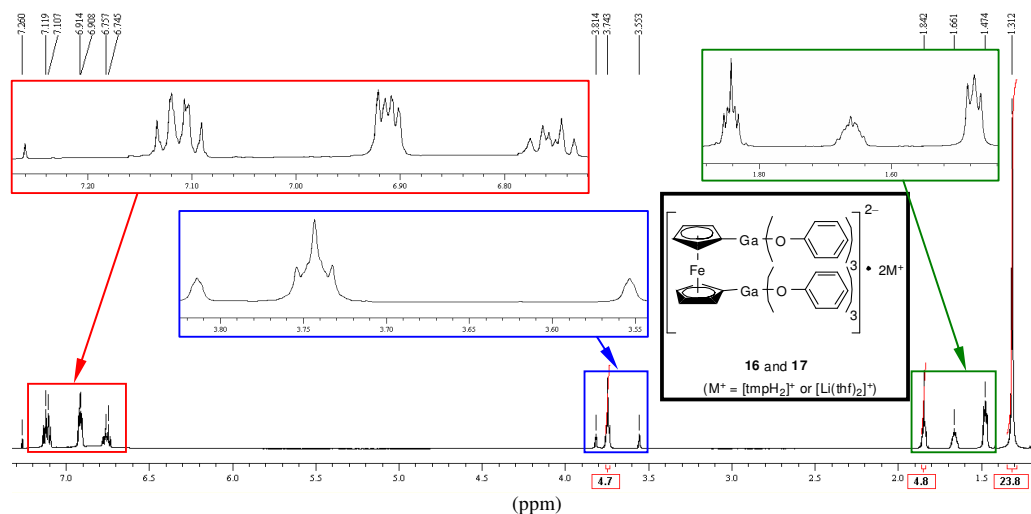 7.260 7.119 7.107 6.914 6.908 6.757 6.745 3.814 3.743 3.553 1.842 1.661 1.474 1.312
7.20 7.10 7.00 6.90 6.80
1.80 1.60
3.80 3.75 3.70 3.65 3.60 3.55
2−
Ga O
3
Fe • 2M⁺
Ga O
3
16 and 17
(M⁺ = [tmpH₂]⁺ or [Li(thf)₂]⁺)
7.0 6.5 6.0 5.5 5.0 4.5 4.0 3.5 3.0 2.5 2.0 1.5
4.7 4.8 23.8
(ppm)